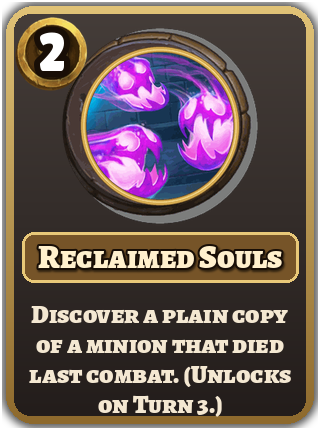 2
Reclaimed Souls
Discover a plain copy
of a minion that died
last combat. (Unlocks
on Turn 3.)